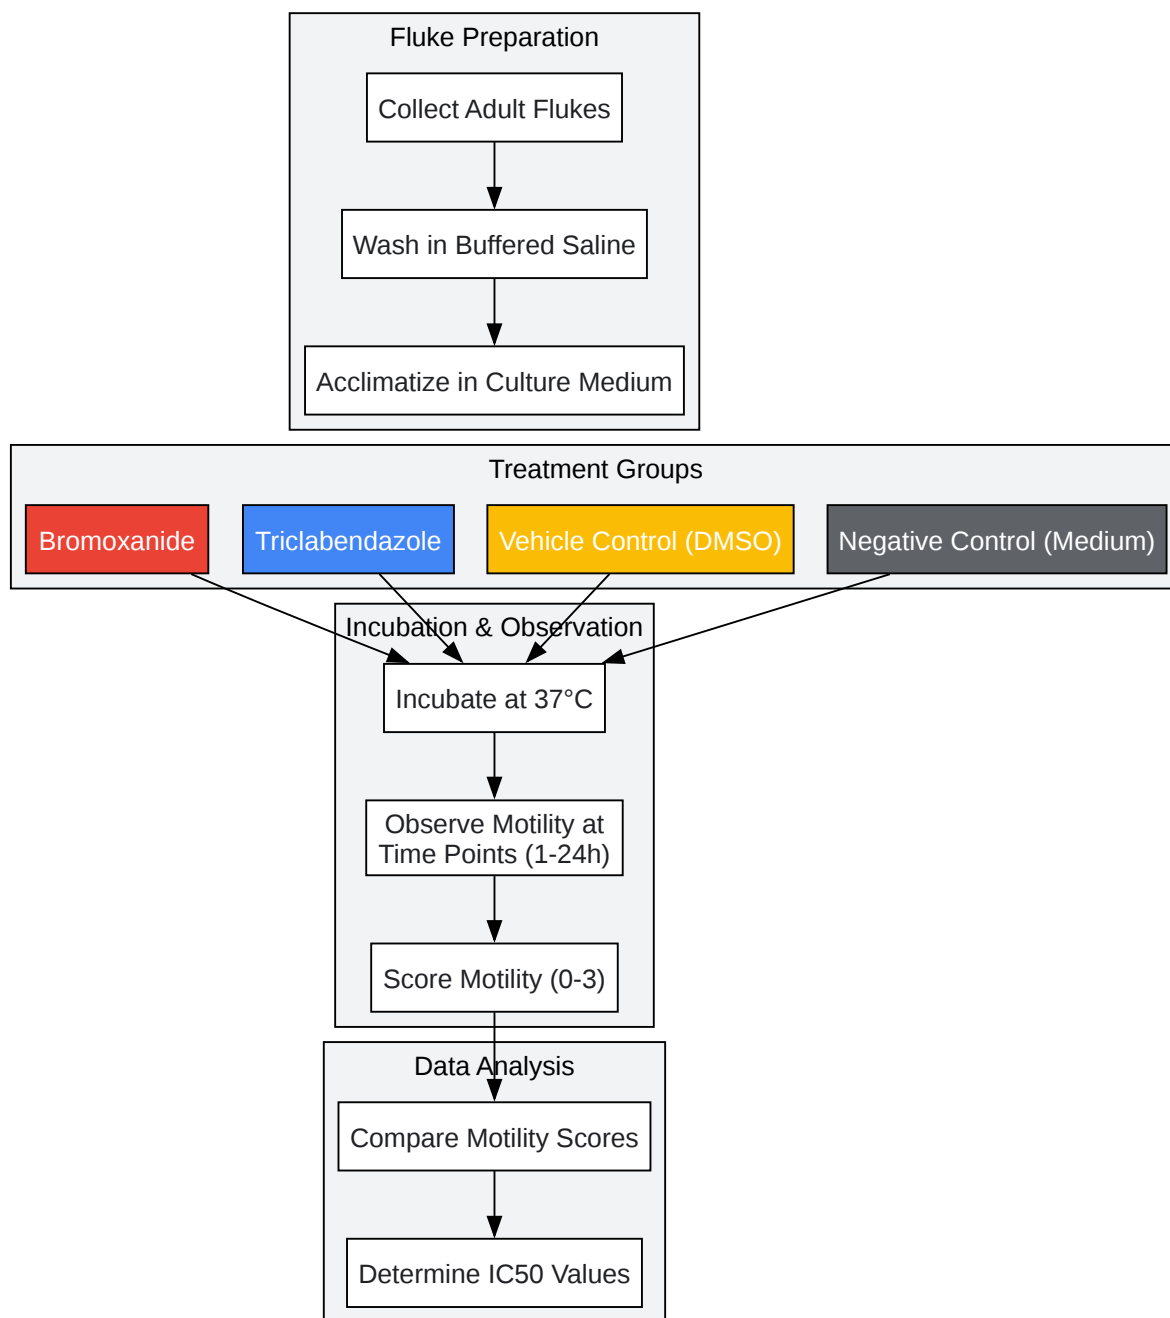 Fluke Preparation
Collect Adult Flukes
Wash in Buffered Saline
Acclimatize in Culture Medium
Treatment Groups
Bromoxanide
Triclabendazole
Vehicle Control (DMSO)
Negative Control (Medium)
Incubation & Observation
Incubate at 37°C
Observe Motility at
Time Points (1-24h)
Score Motility (0-3)
Data Analysis
Compare Motility Scores
Determine IC50 Values